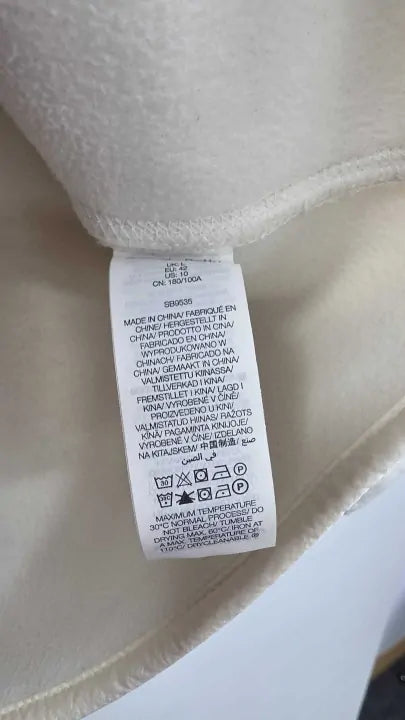 UK: L
EU: 42
US: 10
CN: 180/100A
SB9535
MADE IN CHINA/ FABRIQUÉ EN
CHINE/ HERGESTELLT IN
CHINA/ PRODOTTO IN CINA/
FABRICADO EN CHINA/
WYPRODUKOWANO W
CHINACH/ FABRICADO NA
CHINA/ GEMAAKT IN CHINA/
VALMISTETTU KIINASSA/
TILLVERKAD I KINA/
FREMSTILLET I KINA/ LAGD I
KINA/ VYROBENÉ V ČÍNĚ/
PROIZVEDENO U KINI/
VALMISTATUD HIINAS/ RAŽOTS
ĶĪNĀ/ PAGAMINTA KINIJOJE/
VYROBENÉ V ČÍNE/ IZDELANO
NA KITAJSKEM/ 中国制造/ صنع
في الصين
30 P
P
MAXIMUM TEMPERATURE
30°C NORMAL PROCESS/ DO
NOT BLEACH/ TUMBLE
DRYING MAX. 60°C/ IRON AT
A MAX. TEMPERATURE OF
110°C/ DRYCLEANABLE Ⓟ